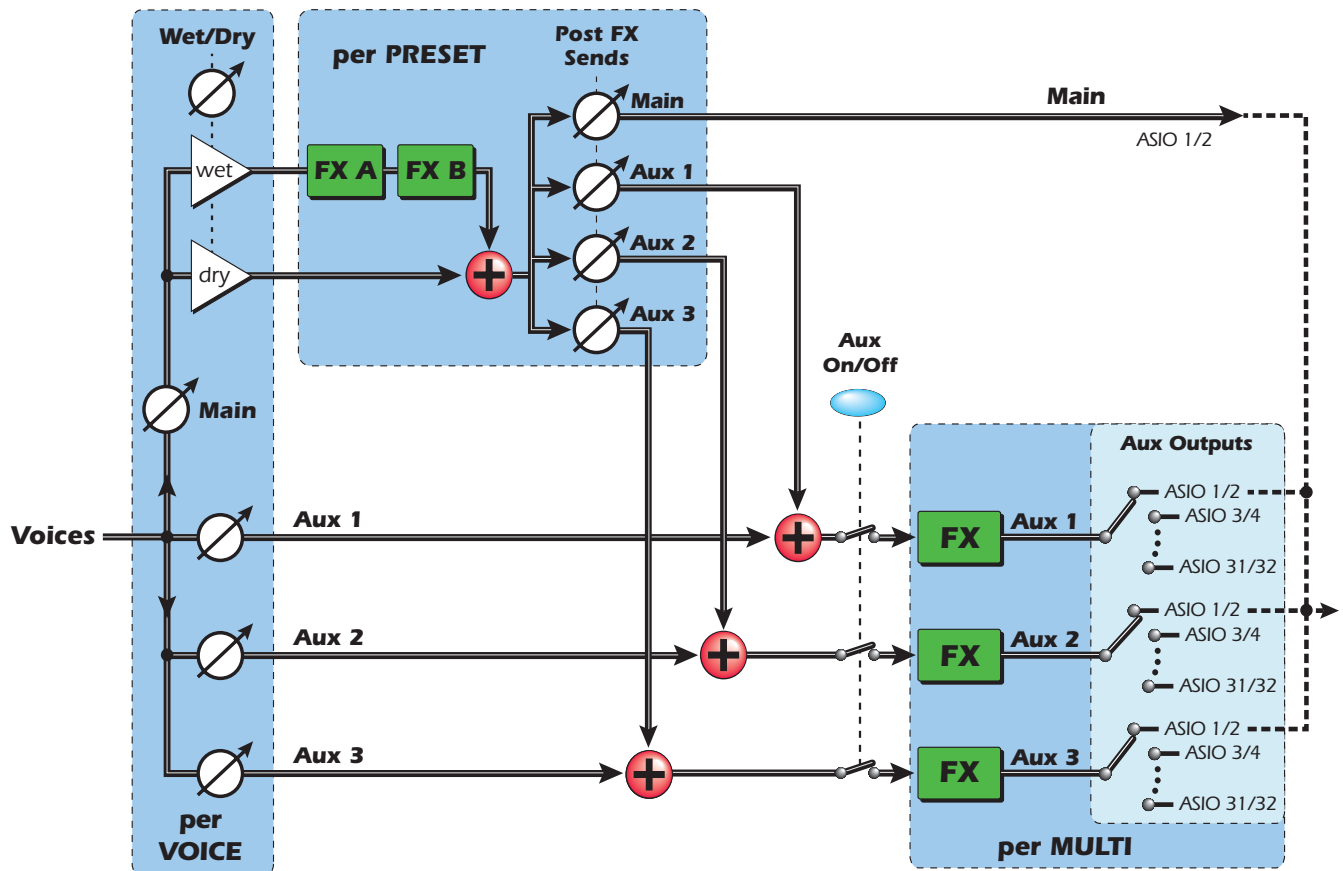 Wet/Dry
per PRESET
Post FX
Sends
Main
Main
ASIO 1/2
wet
FX A
FX B
Aux 1
Aux 2
dry
Aux 3
Main
Aux
On/Off
Aux Outputs
Voices
Aux 1
FX
Aux 1
ASIO 1/2
ASIO 3/4
ASIO 31/32
Aux 2
FX
Aux 2
ASIO 1/2
ASIO 3/4
ASIO 31/32
Aux 3
FX
Aux 3
ASIO 1/2
ASIO 3/4
ASIO 31/32
per
VOICE
per MULTI